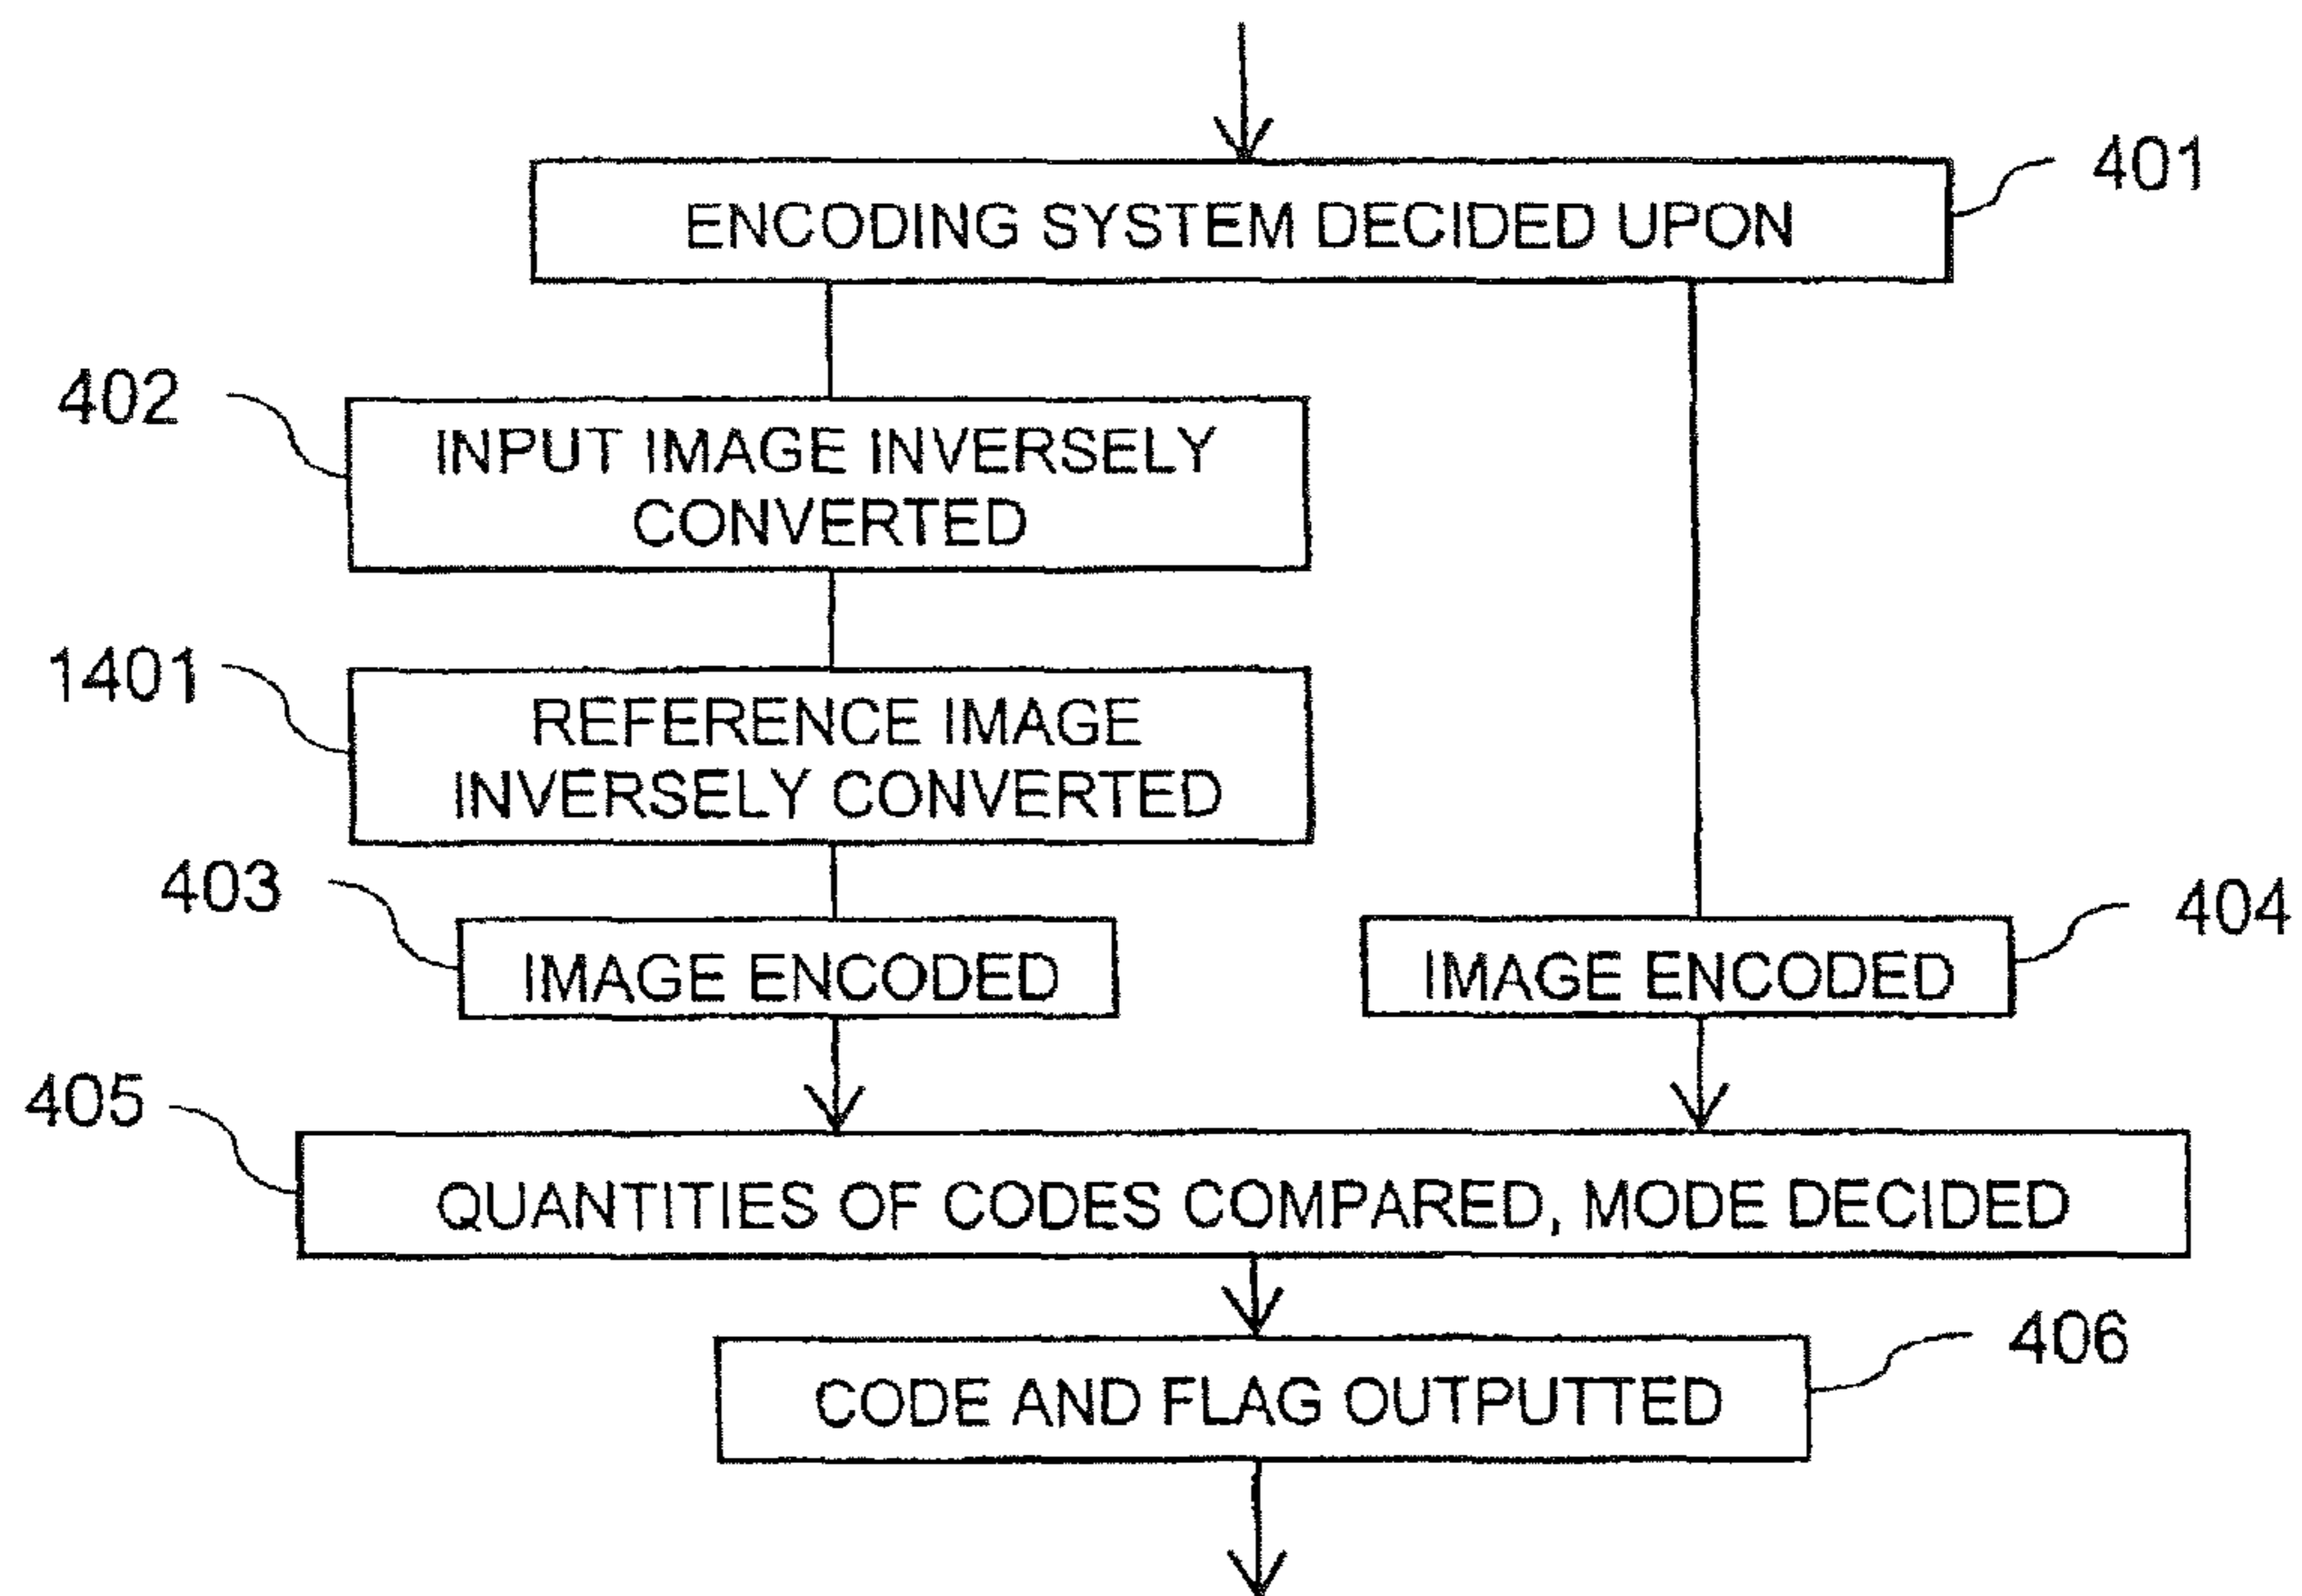 401
ENCODING SYSTEM DECIDED UPON
402
INPUT IMAGE INVERSELY
CONVERTED
1401
REFERENCE IMAGE
INVERSELY CONVERTED
403
IMAGE ENCODED
404
IMAGE ENCODED
405
QUANTITIES OF CODES COMPARED, MODE DECIDED
406
CODE AND FLAG OUTPUTTED